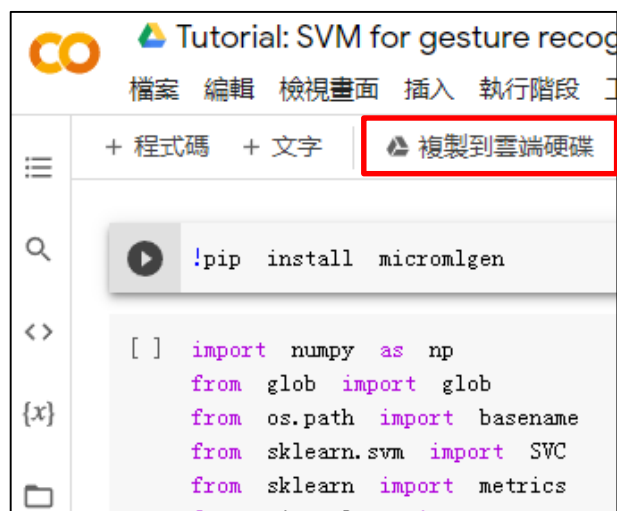 Tutorial: SVM for gesture recog
檔案 編輯 檢視畫面 插入 執行階段
+ 程式碼 + 文字 複製到雲端硬碟
!pip install micromlgen
[ ] import numpy as np
from glob import glob
from os.path import basename
from sklearn.svm import SVC
from sklearn import metrics